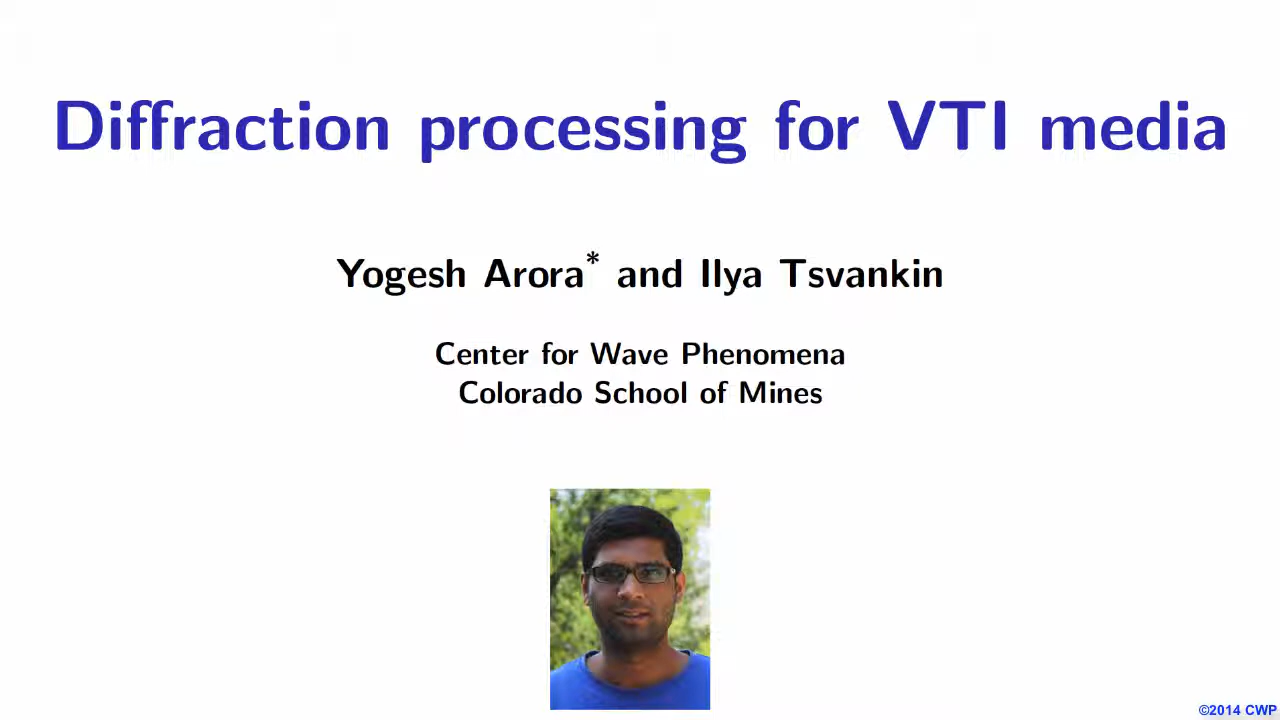 Diffraction processing for VTI media
Yogesh Arora* and Ilya Tsvankin
Center for Wave Phenomena
Colorado School of Mines
©2014 CWP